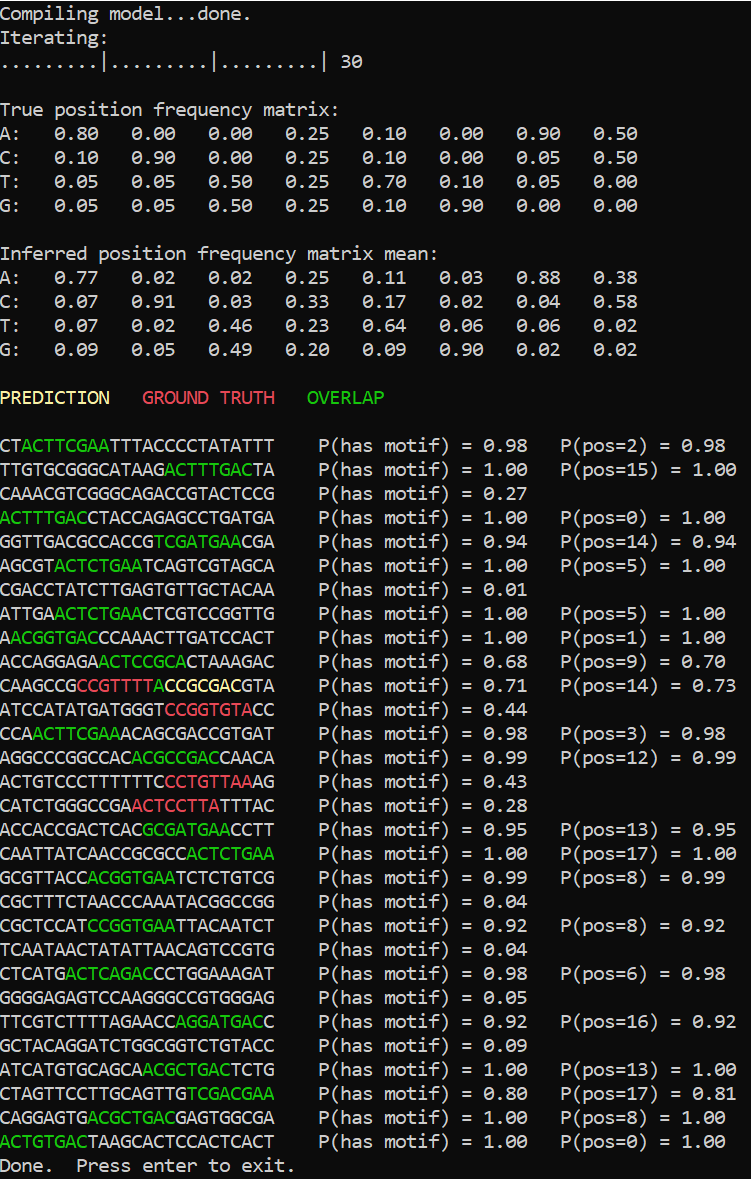 Compiling model...done.
Iterating:
.........|.........|.........| 30
True position frequency matrix:
A:   0.80   0.00   0.00   0.25   0.10   0.00   0.90   0.50
C:   0.10   0.90   0.00   0.25   0.10   0.00   0.05   0.50
T:   0.05   0.05   0.50   0.25   0.70   0.10   0.05   0.00
G:   0.05   0.05   0.50   0.25   0.10   0.90   0.00   0.00
Inferred position frequency matrix mean:
A:   0.77   0.02   0.02   0.25   0.11   0.03   0.88   0.38
C:   0.07   0.91   0.03   0.33   0.17   0.02   0.04   0.58
T:   0.07   0.02   0.46   0.23   0.64   0.06   0.06   0.02
G:   0.09   0.05   0.49   0.20   0.09   0.90   0.02   0.02
PREDICTION   GROUND TRUTH   OVERLAP
CTACTTCGAATTTACCCCTATATTT    P(has motif) = 0.98   P(pos=2) = 0.98
TTGTGCGGGCATAAGACTTTGACTA    P(has motif) = 1.00   P(pos=15) = 1.00
CAAACGTCGGGCAGACCGTACTCCG    P(has motif) = 0.27
ACTTTGACCTACCAGAGCCTGATGA    P(has motif) = 1.00   P(pos=0) = 1.00
GGTTGACGCCACCGTCGATGAACGA    P(has motif) = 0.94   P(pos=14) = 0.94
AGCGTACTCTGAATCAGTCGTAGCA    P(has motif) = 1.00   P(pos=5) = 1.00
CGACCTATCTTGAGTGTTGCTACAA    P(has motif) = 0.01
ATTGAACTCTGAACTCGTCCGGTTG    P(has motif) = 1.00   P(pos=5) = 1.00
AACGGTGACCCAAACTTGATCCACT    P(has motif) = 1.00   P(pos=1) = 1.00
ACCAGGAGAACTCCGCACTAAAGAC    P(has motif) = 0.68   P(pos=9) = 0.70
CAAGCCGCCGTTTTACCGCGACGTA    P(has motif) = 0.71   P(pos=14) = 0.73
ATCCATATGATGGGTCCGGTGTACC    P(has motif) = 0.44
CCAACTTCGAAACAGCGACCGTGAT    P(has motif) = 0.98   P(pos=3) = 0.98
AGGCCCGGCCACACGCCGACCAACA    P(has motif) = 0.99   P(pos=12) = 0.99
ACTGTCCCTTTTTTCCCTGTTAAAG    P(has motif) = 0.43
CATCTGGGCCGAACTCCTTATTTAC    P(has motif) = 0.28
ACCACCGACTCACGCGATGAACCTT    P(has motif) = 0.95   P(pos=13) = 0.95
CAATTATCAACCGCGCCACTCTGAA    P(has motif) = 1.00   P(pos=17) = 1.00
GCGTTACCACGGTGAATCTCTGTCG    P(has motif) = 0.99   P(pos=8) = 0.99
CGCTTTCTAACCCAAATACGGCCGG    P(has motif) = 0.04
CGCTCCATCCGGTGAATTACAATCT    P(has motif) = 0.92   P(pos=8) = 0.92
TCAATAACTATATTAACAGTCCGTG    P(has motif) = 0.04
CTCATGACTCAGACCCTGGAAAGAT    P(has motif) = 0.98   P(pos=6) = 0.98
GGGGAGAGTCCAAGGGCCGTGGGAG    P(has motif) = 0.05
TTCGTCTTTTAGAACCAGGATGACC    P(has motif) = 0.92   P(pos=16) = 0.92
GCTACAGGATCTGGCGGTCTGTACC    P(has motif) = 0.09
ATCATGTGCAGCAACGCTGACTCTG    P(has motif) = 1.00   P(pos=13) = 1.00
CTAGTTCCTTGCAGTTGTCGACGAA    P(has motif) = 0.80   P(pos=17) = 0.81
CAGGAGTGACGCTGACGAGTGGCGA    P(has motif) = 1.00   P(pos=8) = 1.00
ACTGTGACTAAGCACTCCACTCACT    P(has motif) = 1.00   P(pos=0) = 1.00
Done.  Press enter to exit.